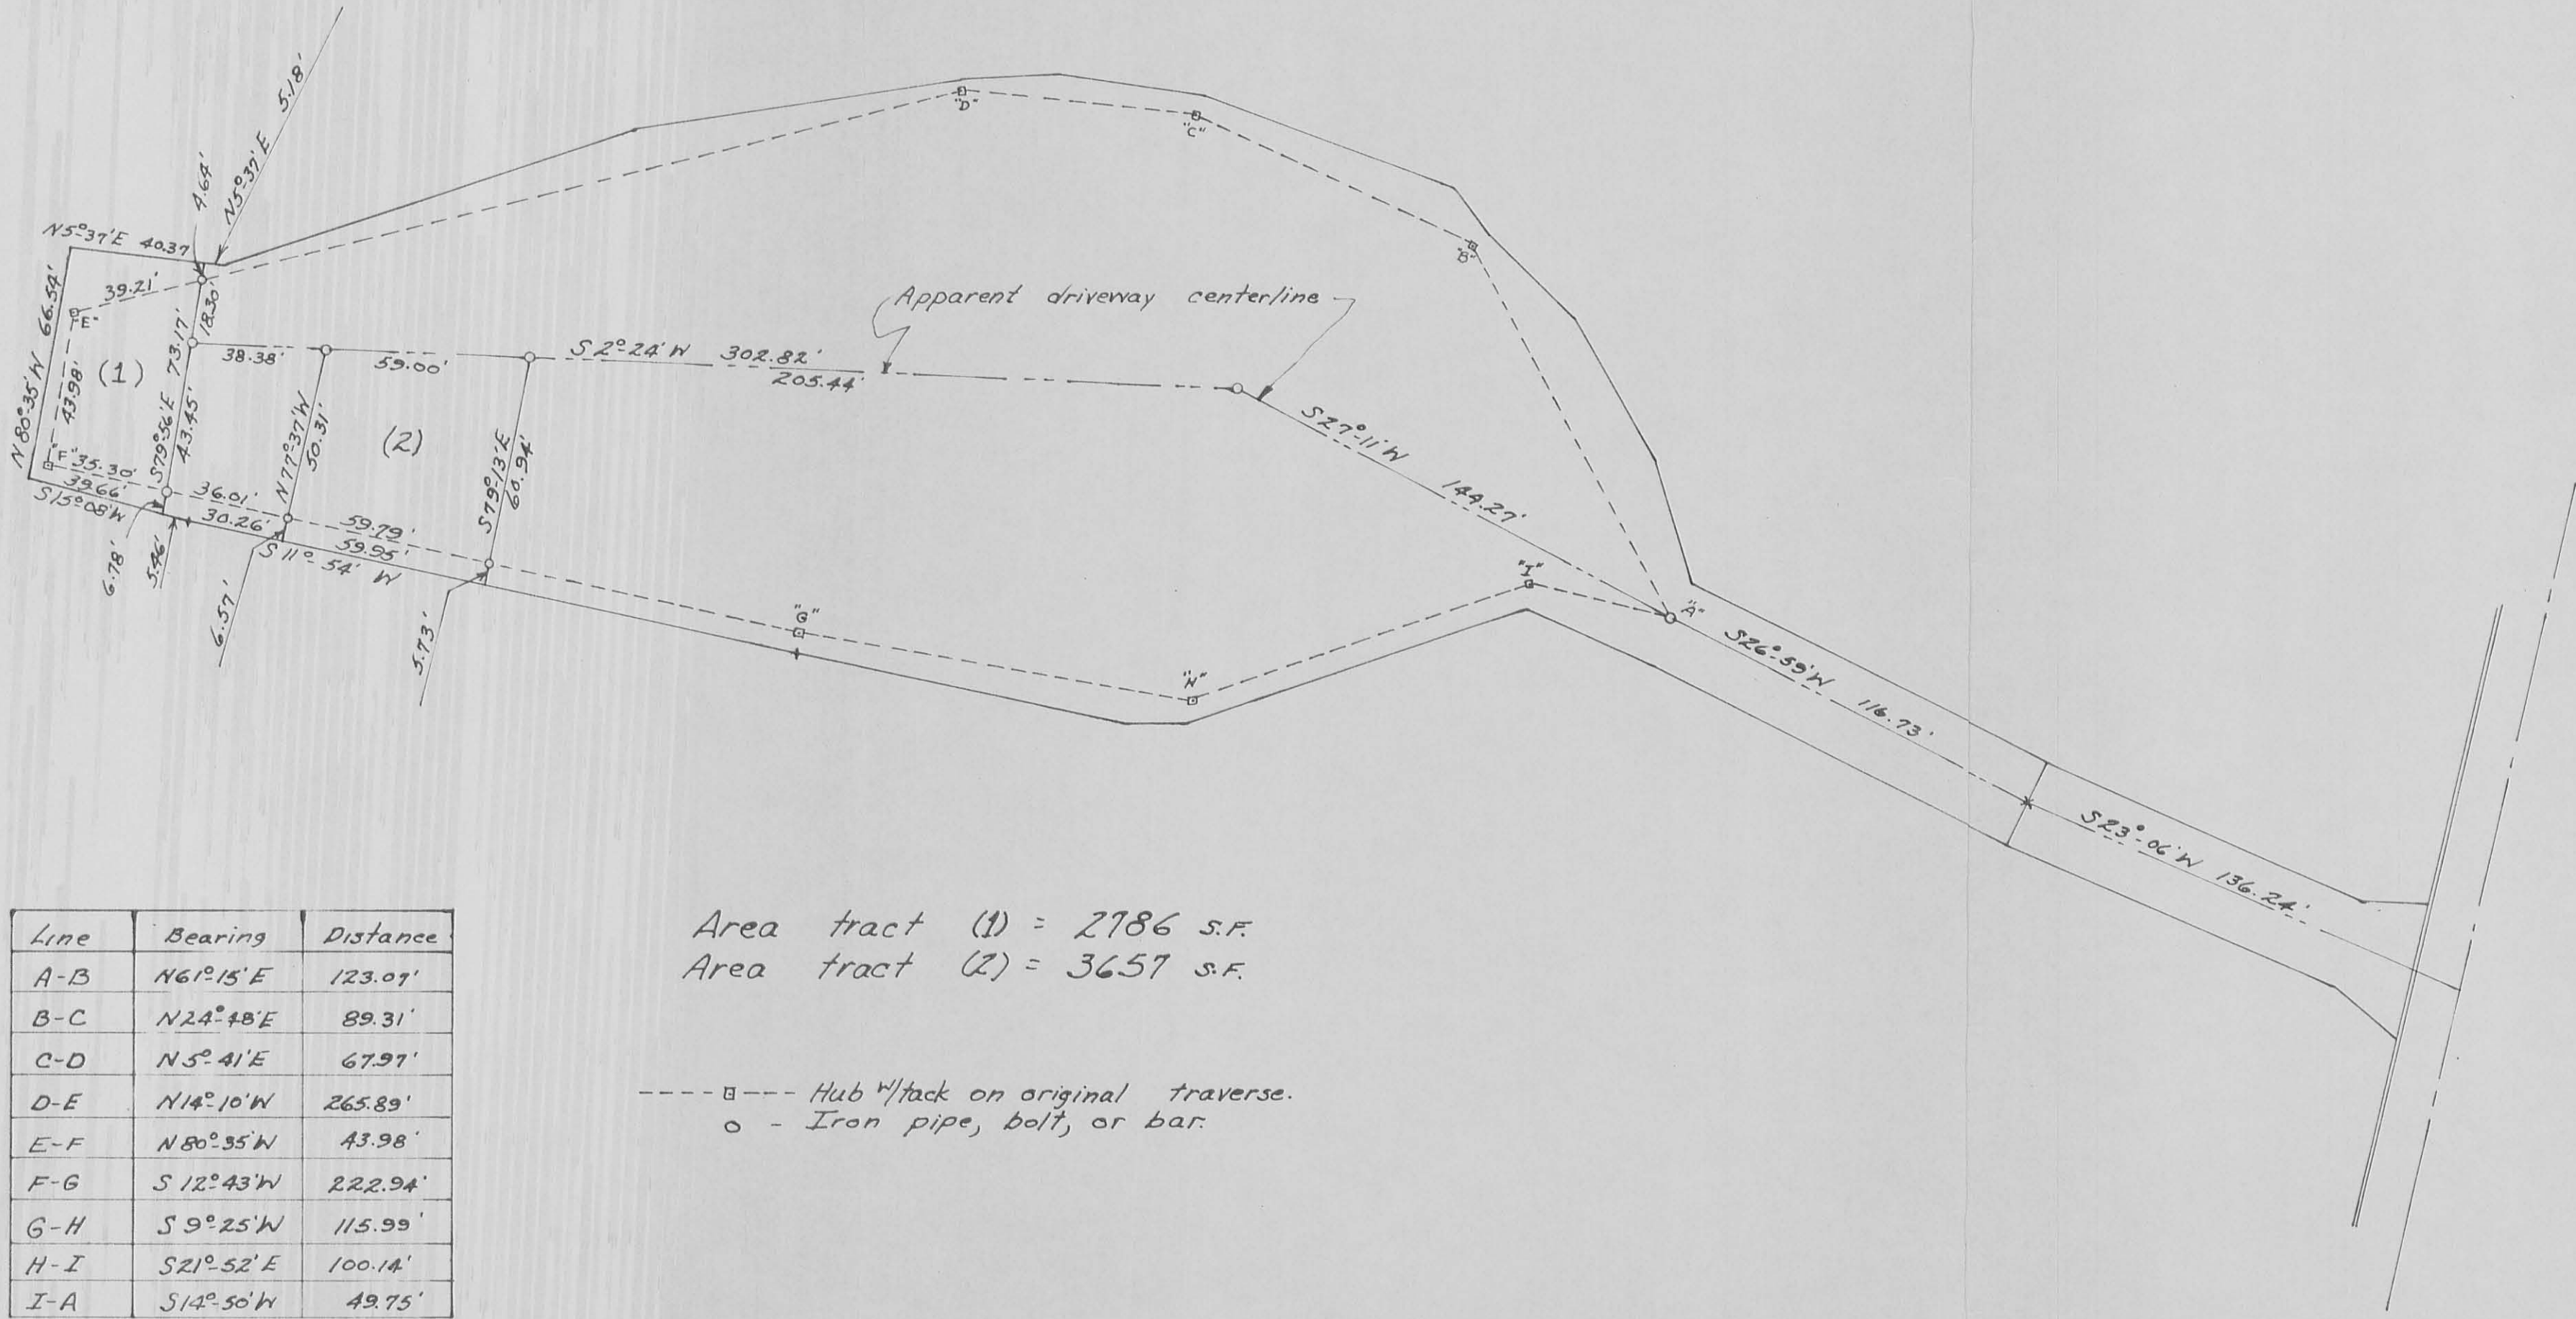 5.18'
N5°-37'E
4.64'
N5°-37'E 40.37
39.21'
18.30'
N80°-35'W 66.54'
"E"
43.98'
(1)
S79°-56'E 73.17'
43.45'
38.38'
59.00'
S2°-24'W 302.82'
205.44'
N77°-37'W
50.31'
(2)
S79°-13'E
60.94'
"F"
35.30'
39.66'
S15°-08'W
36.01'
30.26'
59.79'
59.95'
S11°-54' W
6.78'
5.46'
6.57'
5.73'
"D"
"C"
"B"
Apparent driveway centerline
S27°-11'W
144.27'
"I"
"A"
"G"
"H"
S26°-59'W 116.73'
S23°-06'W 136.24'
Line Bearing Distance
A-B N61°-15'E 123.07'
B-C N24°-48'E 89.31'
C-D N5°-41'E 67.97'
D-E N14°-10'W 265.89'
E-F N80°-35'W 43.98'
F-G S12°-43'W 222.94'
G-H S9°-25'W 115.99'
H-I S21°-52'E 100.14'
I-A S14°-50'W 49.75'
Area tract (1) = 2786 S.F.
Area tract (2) = 3657 S.F.
Hub w/tack on original traverse.
o - Iron pipe, bolt, or bar.